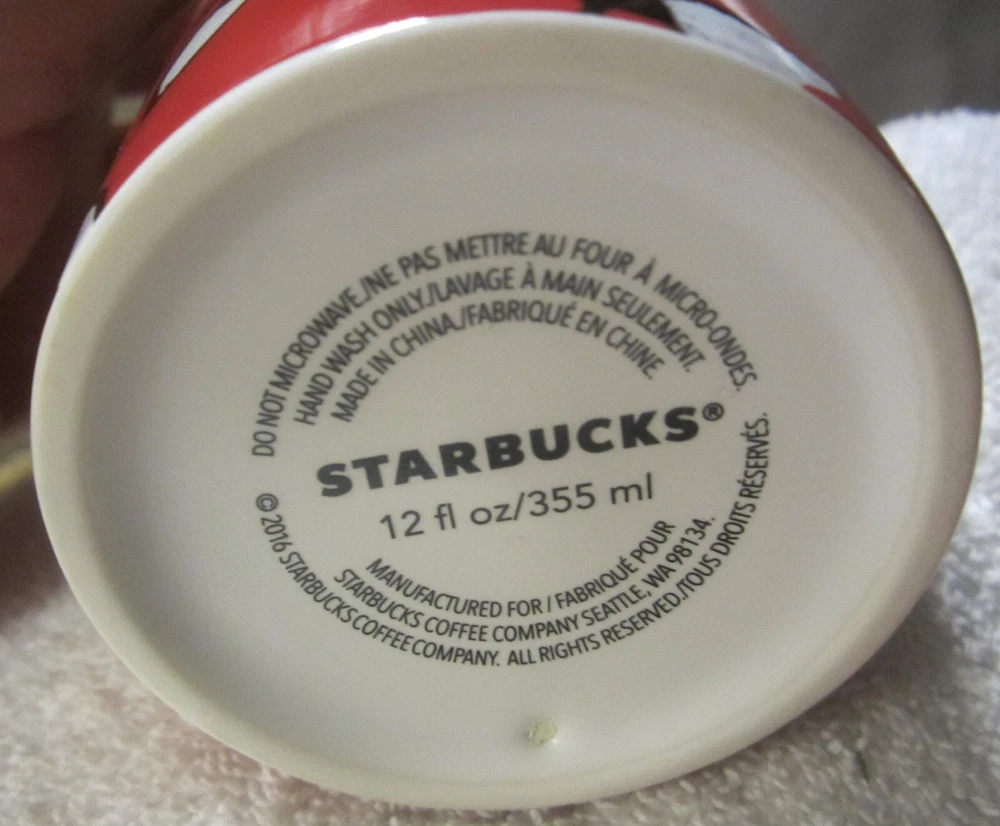 DO NOT MICROWAVE./NE PAS METTRE AU FOUR À MICRO-ONDES.
HAND WASH ONLY./LAVAGE À MAIN SEULEMENT.
MADE IN CHINA./FABRIQUÉ EN CHINE.
STARBUCKS®
12 fl oz/355 ml
MANUFACTURED FOR / FABRIQUÉ POUR
STARBUCKS COFFEE COMPANY SEATTLE, WA 98134.
© 2016 STARBUCKS COFFEE COMPANY. ALL RIGHTS RESERVED./TOUS DROITS RÉSERVÉS.